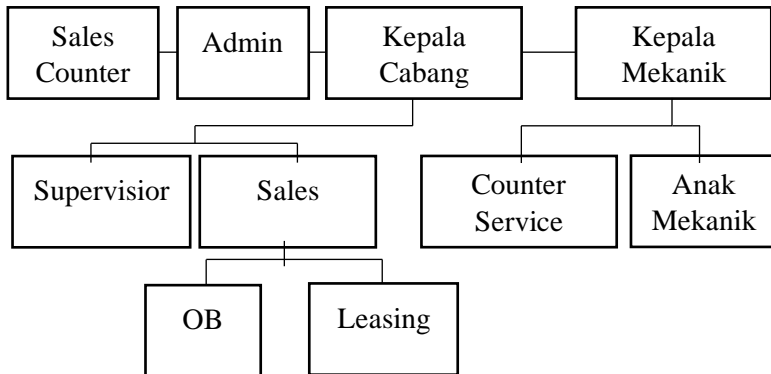 Sales
Counter
Admin
Kepala
Cabang
Kepala
Mekanik
Supervisior
Sales
Counter
Service
Anak
Mekanik
OB
Leasing